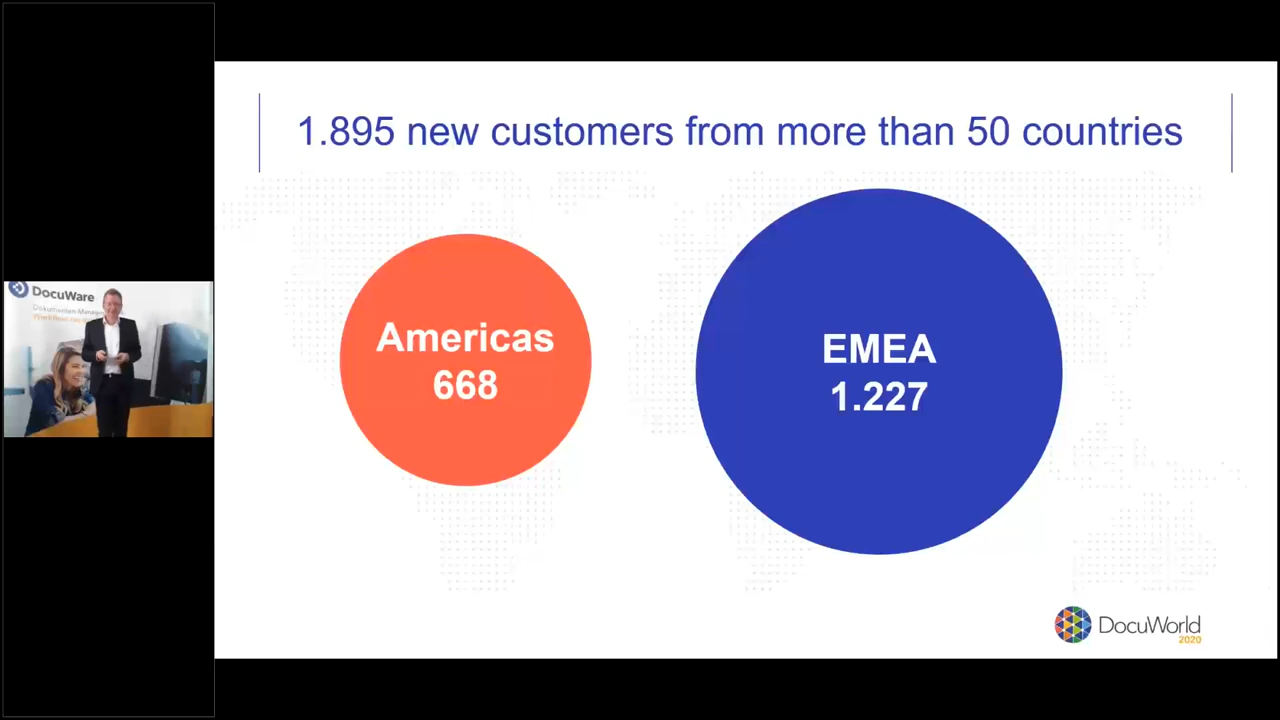 1.895 new customers from more than 50 countries
Americas
668
EMEA
1.227
DocuWare
DocuWorld
2020